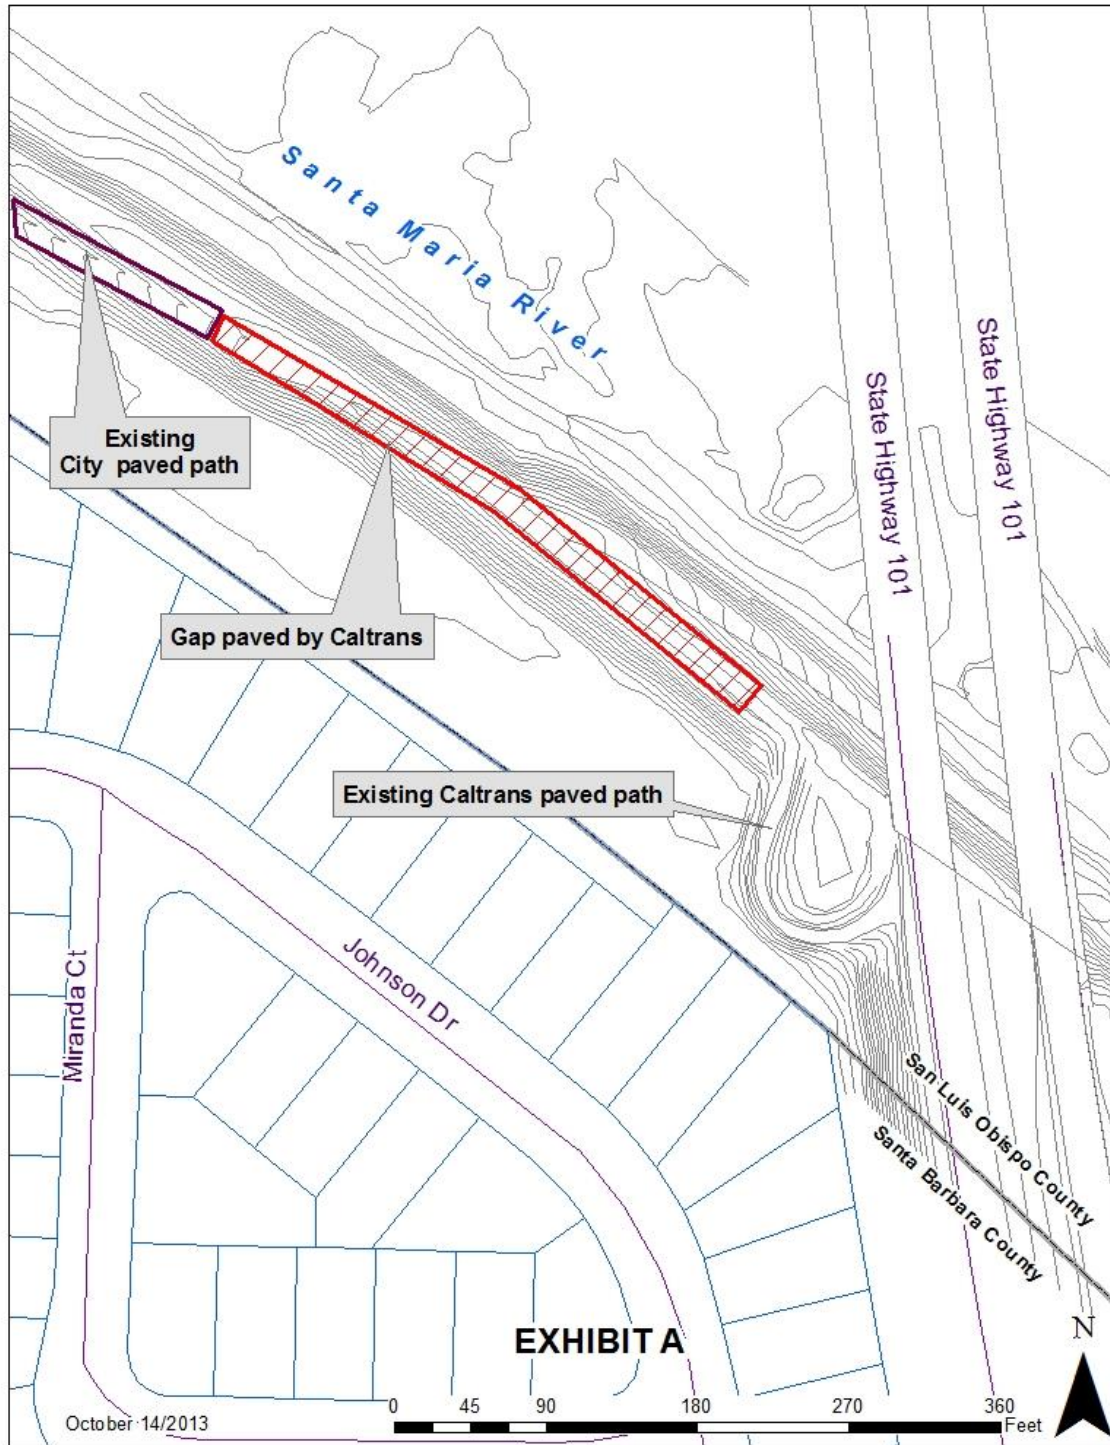 Santa Maria River
State Highway 101
State Highway 101
Existing
City paved path
Gap paved by Caltrans
Existing Caltrans paved path
Johnson Dr
Miranda Ct
San Luis Obispo County
Santa Barbara County
N
EXHIBIT A
October 14/2013
0 45 90 180 270 360
Feet